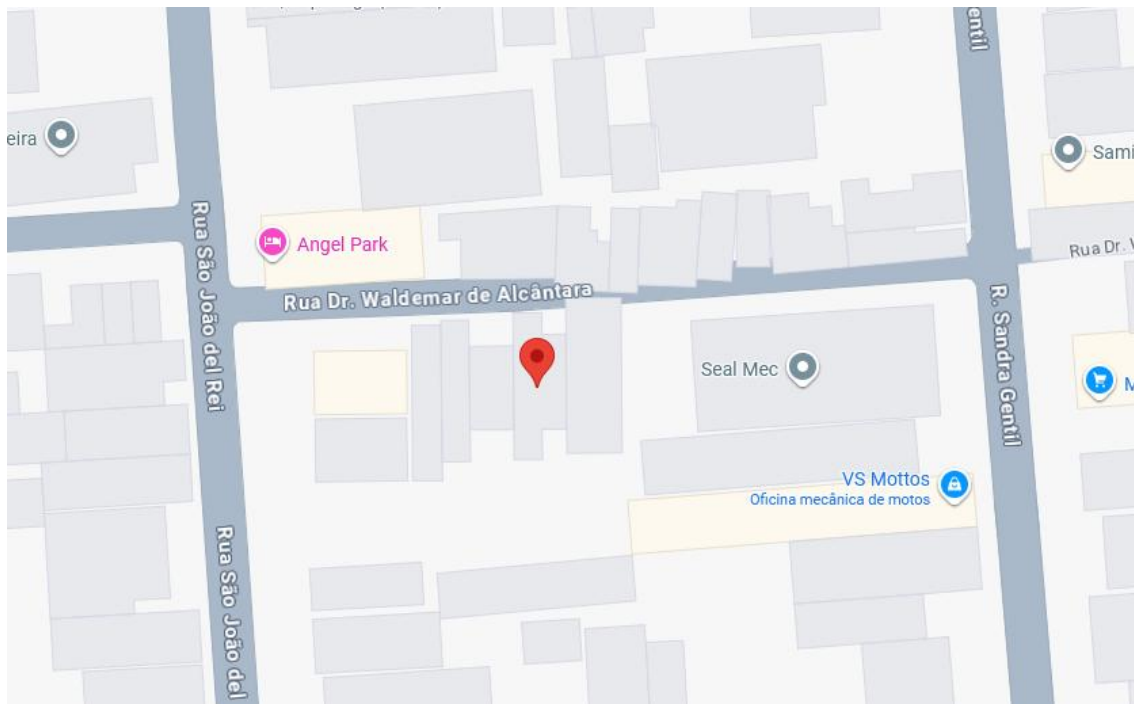 entil
eira
Sami
Rua São João del Rei
Angel Park
Rua Dr. Waldemar de Alcântara
Rua Dr.
R. Sandra Gentil
Seal Mec
M
VS Mottos
Oficina mecânica de motos
Rua São João del